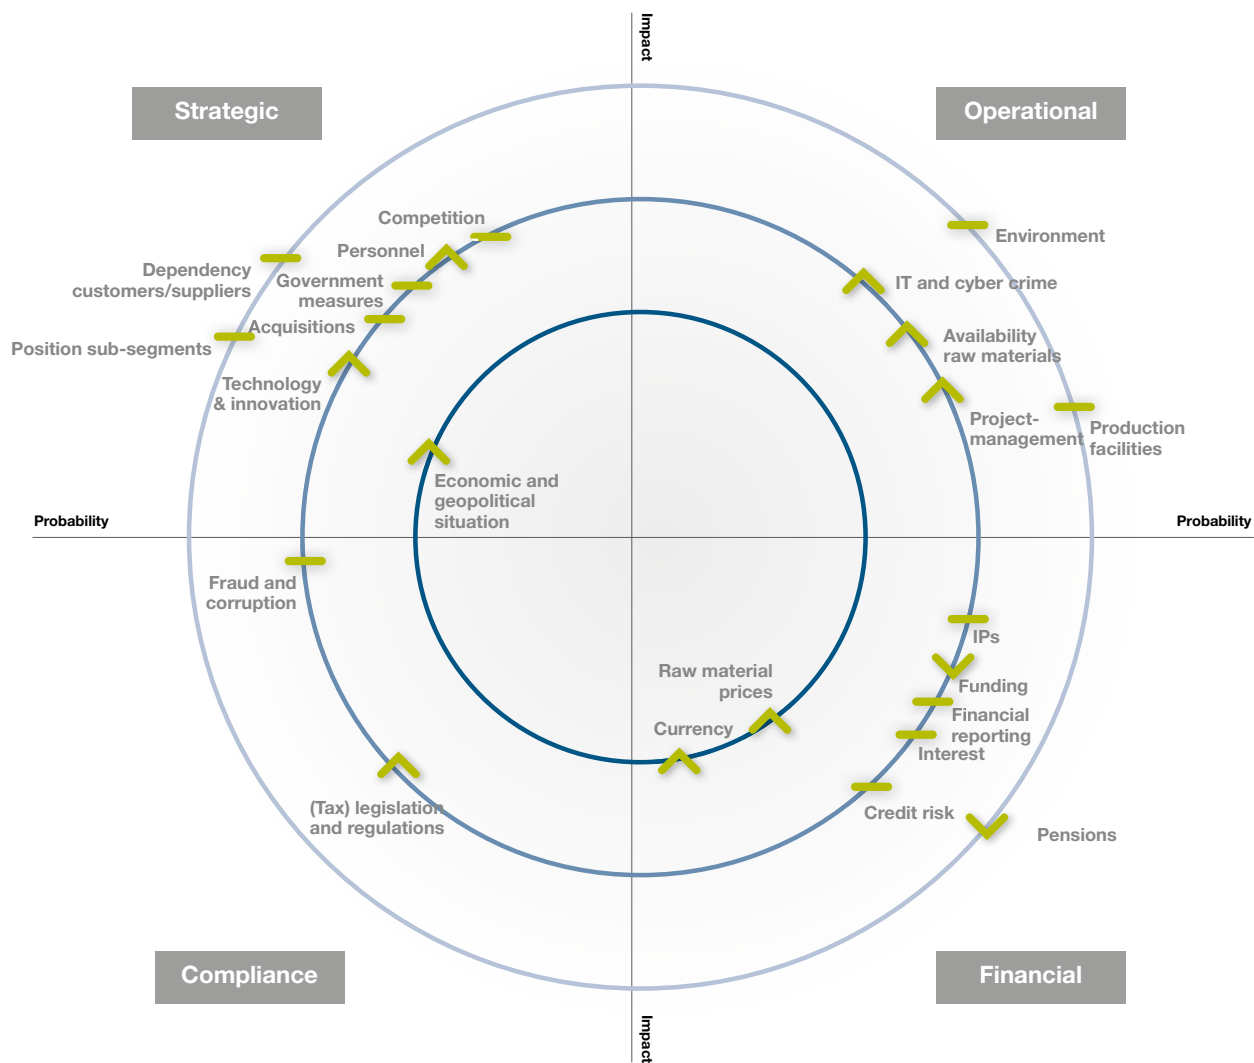 Impact
Strategic
Operational
Competition
Personnel
Environment
Dependency
customers/suppliers
Government
measures
IT and cyber crime
Acquisitions
Availability
raw materials
Position sub-segments
Technology
& innovation
Project-
management
Production
facilities
Economic and
geopolitical
situation
Probability
Probability
Fraud and
corruption
IPs
Raw material
prices
Funding
Currency
Financial
reporting
Interest
(Tax) legislation
and regulations
Credit risk
Pensions
Compliance
Financial
Impact